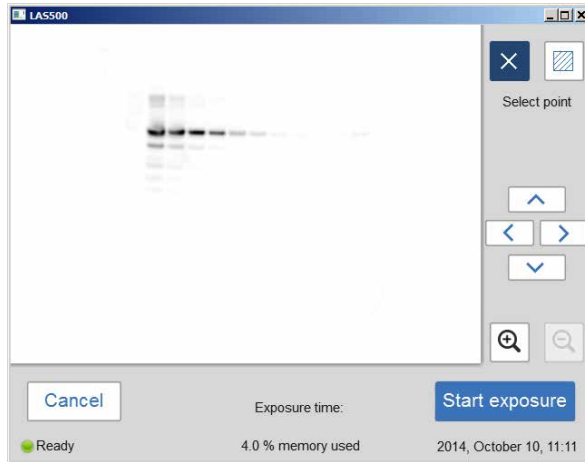 LAS500
Select point
Cancel
Exposure time:
Start exposure
Ready
4.0 % memory used
2014, October 10, 11:11